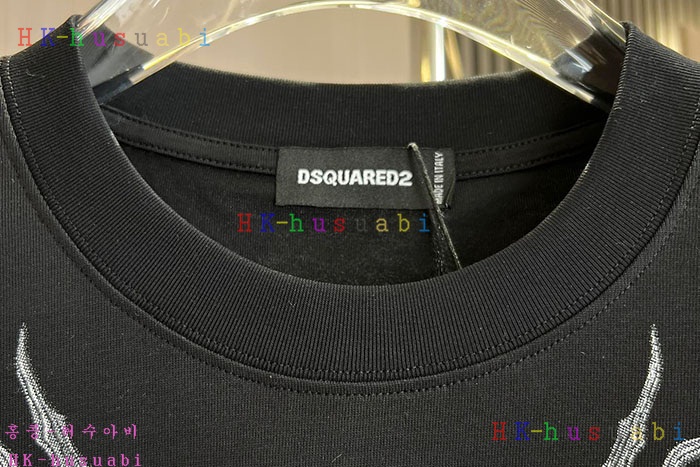 HK-husuabi
DSQUARED2
MADE IN ITALY
HK-husuabi
HK-husuabi
홍콩 허수아비
HK-husuabi